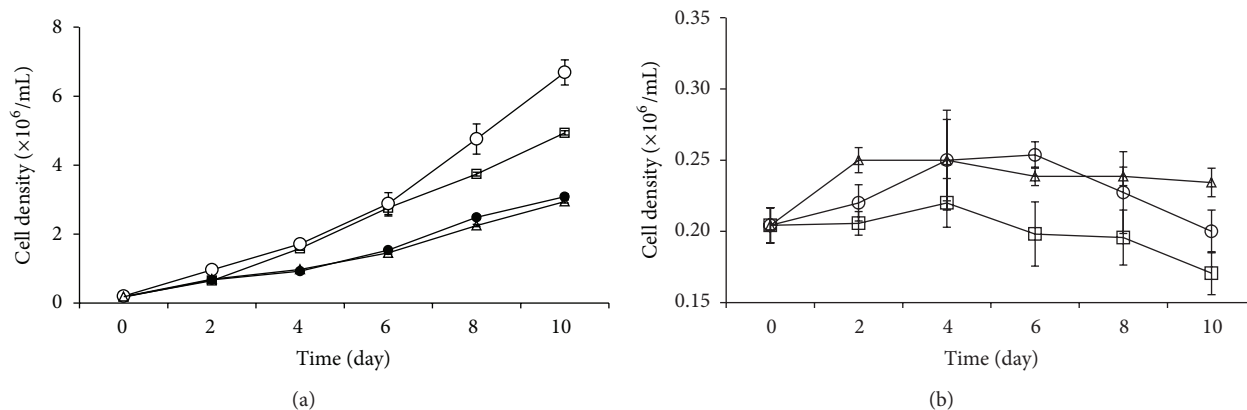 8
6
4
2
0
Cell density (×10⁶/mL)
0 2 4 6 8 10
Time (day)
(a)
0.35
0.30
0.25
0.20
0.15
Cell density (×10⁶/mL)
0 2 4 6 8 10
Time (day)
(b)